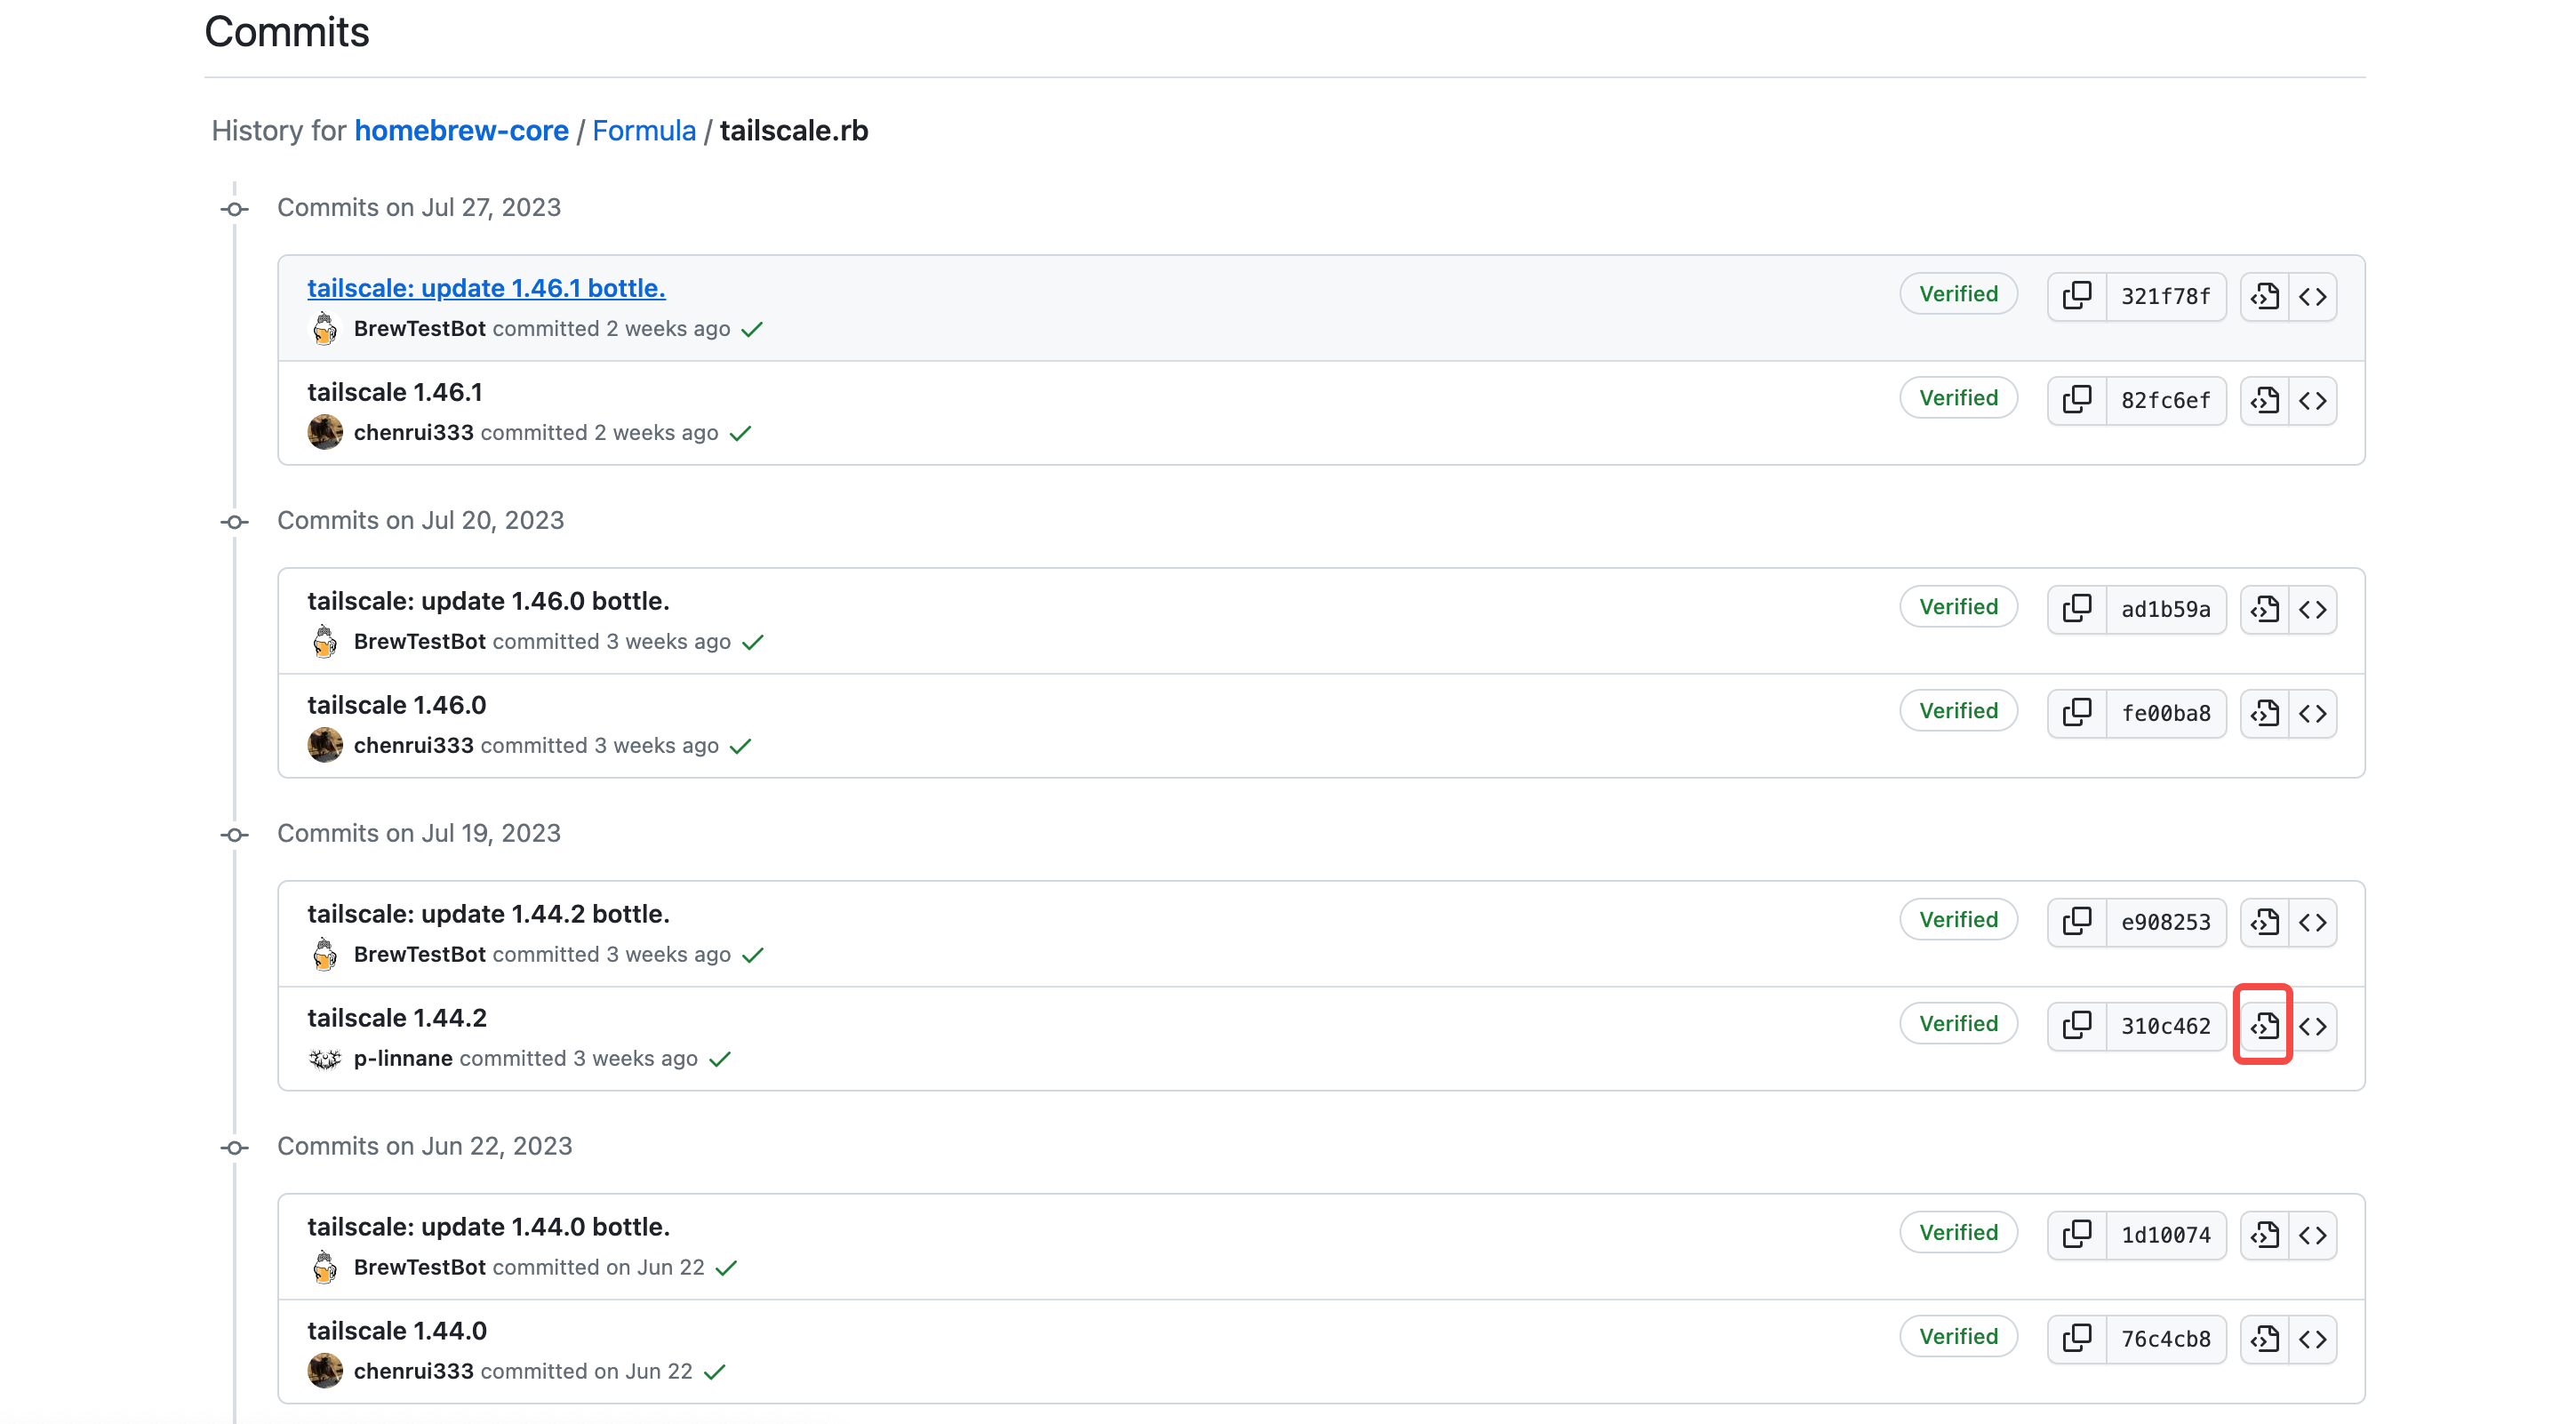 Commits
History for homebrew-core / Formula / tailscale.rb
Commits on Jul 27, 2023
tailscale: update 1.46.1 bottle.
BrewTestBot committed 2 weeks ago
Verified
321f78f
tailscale 1.46.1
chenrui333 committed 2 weeks ago
Verified
82fc6ef
Commits on Jul 20, 2023
tailscale: update 1.46.0 bottle.
BrewTestBot committed 3 weeks ago
Verified
ad1b59a
tailscale 1.46.0
chenrui333 committed 3 weeks ago
Verified
fe00ba8
Commits on Jul 19, 2023
tailscale: update 1.44.2 bottle.
BrewTestBot committed 3 weeks ago
Verified
e908253
tailscale 1.44.2
p-linnane committed 3 weeks ago
Verified
310c462
Commits on Jun 22, 2023
tailscale: update 1.44.0 bottle.
BrewTestBot committed on Jun 22
Verified
1d10074
tailscale 1.44.0
chenrui333 committed on Jun 22
Verified
76c4cb8